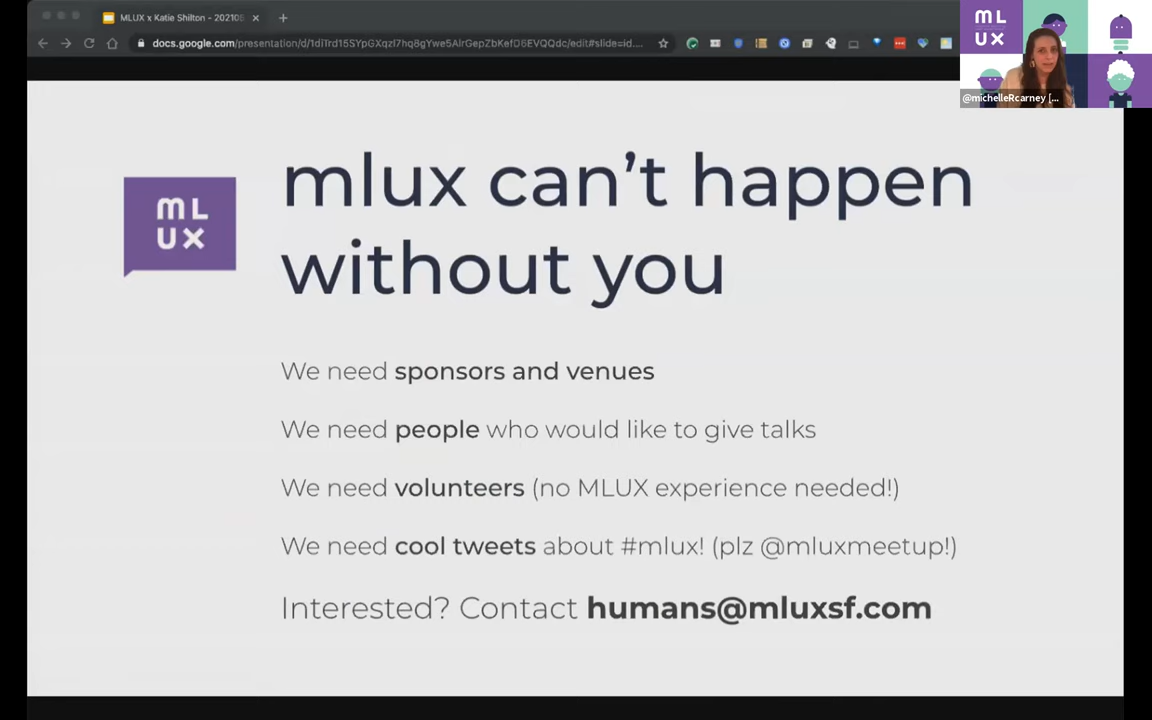 MLUX x Katie Shilton - 20210
docs.google.com/presentation/d/
ML
UX
@michelleRcarney [...
mlux can’t happen
without you
ML
UX
We need sponsors and venues
We need people who would like to give talks
We need volunteers (no MLUX experience needed!)
We need cool tweets about #mlux! (plz @mluxmeetup!)
Interested? Contact humans@mluxsf.com